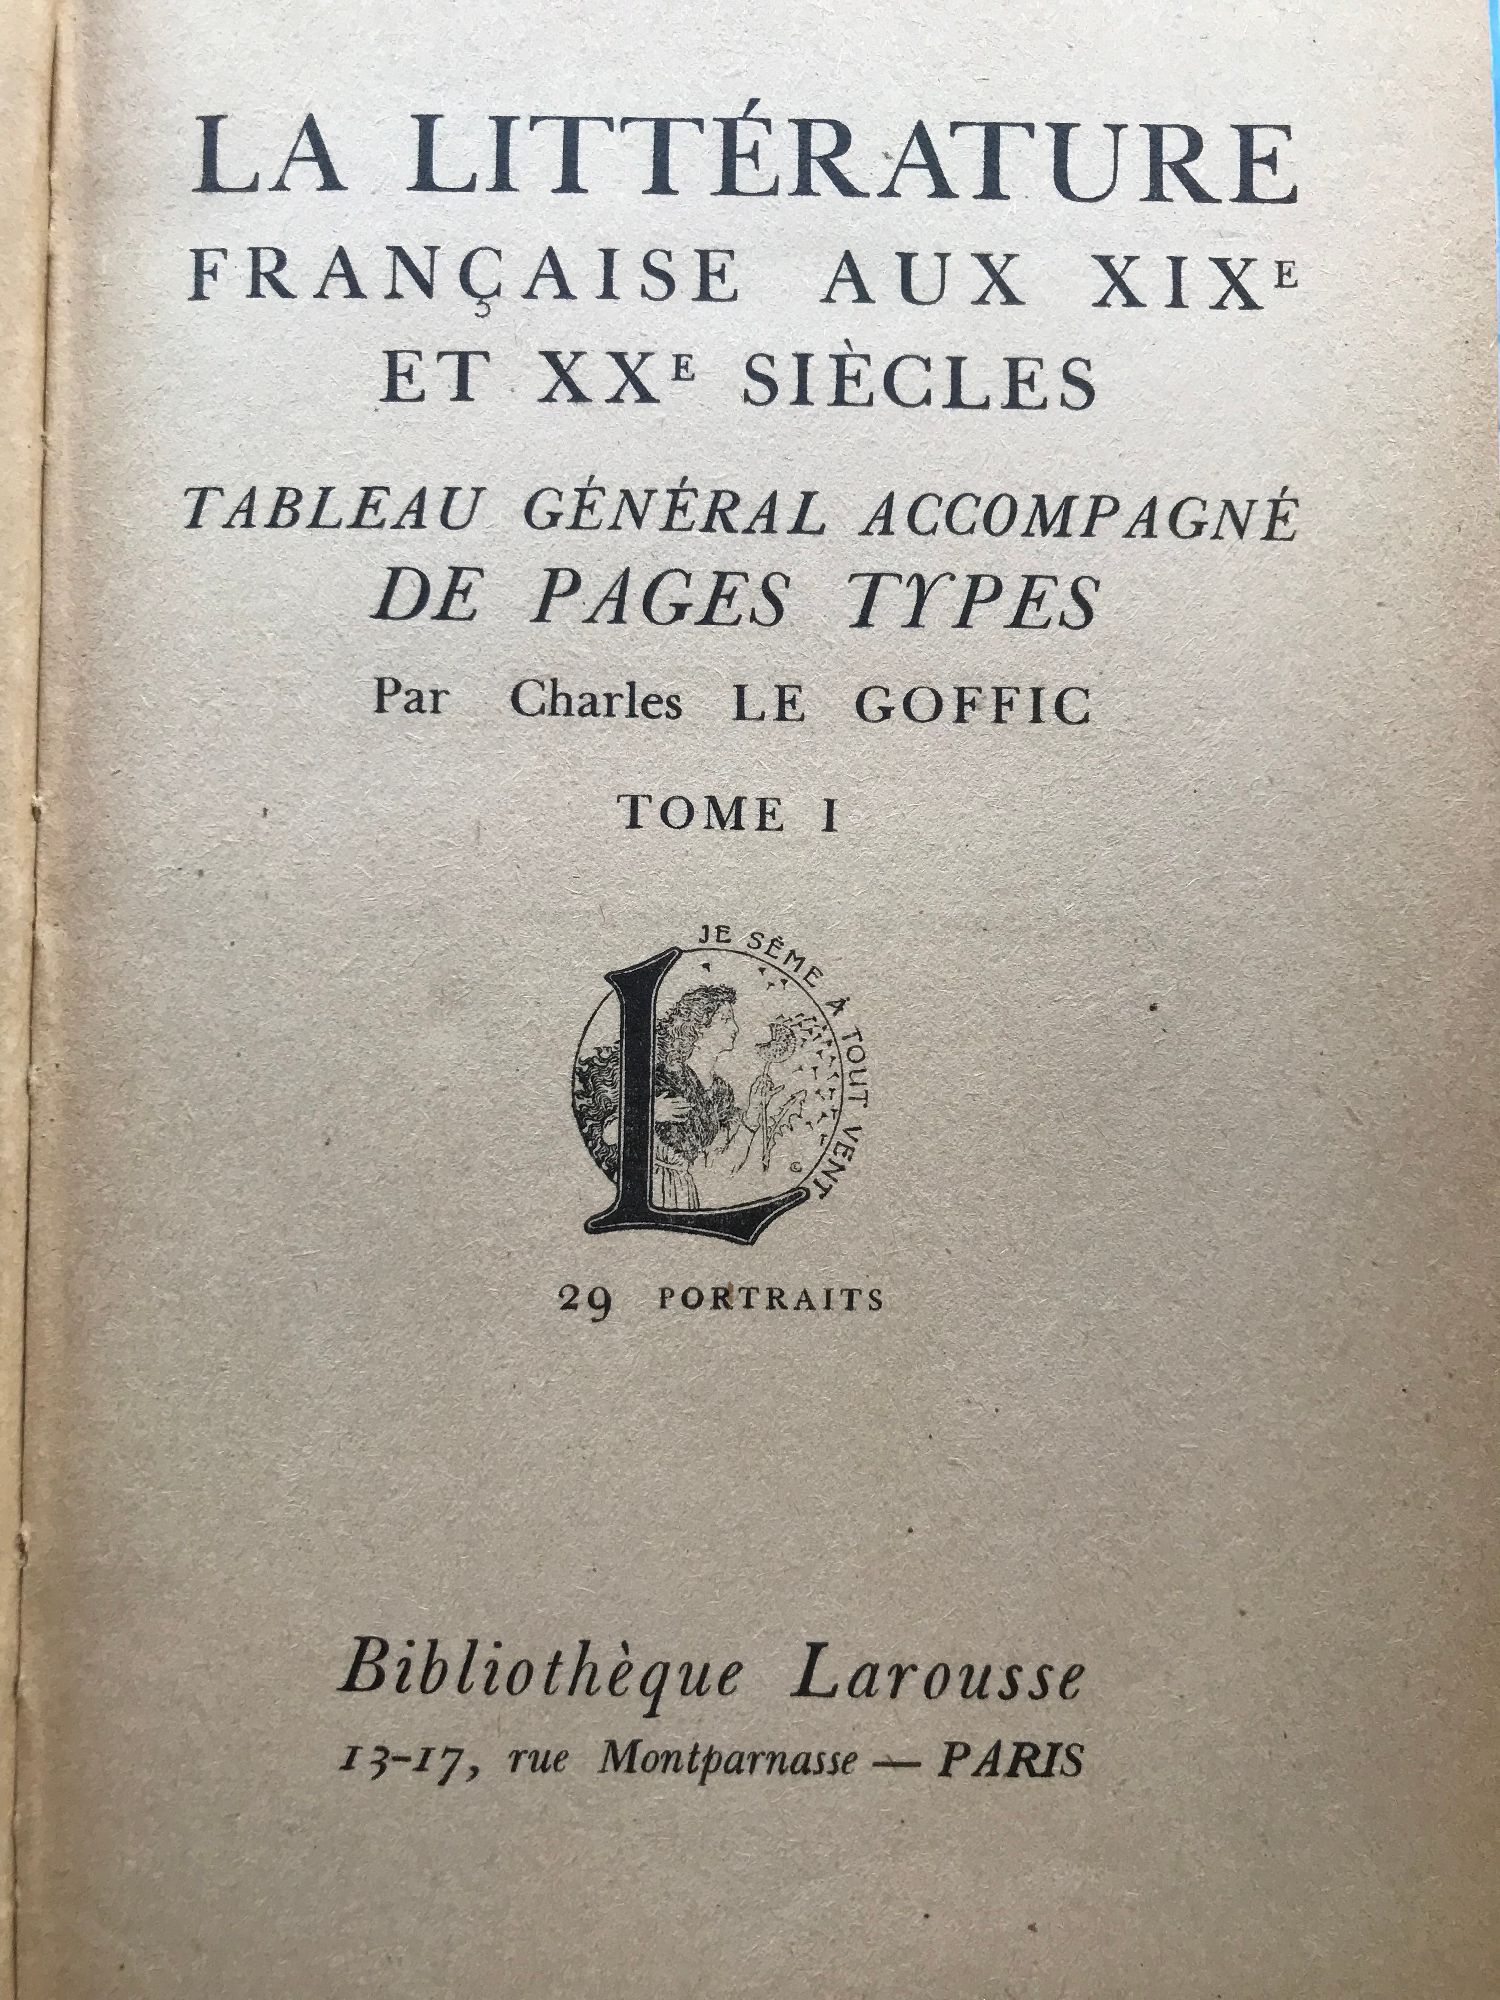 LA LITTÉRATURE
FRANÇAISE AUX XIXE
ET XXE SIÈCLES
TABLEAU GÉNÉRAL ACCOMPAGNÉ
DE PAGES TYPES
Par Charles LE GOFFIC
TOME I
JE SÈME À TOUT VENT
29 PORTRAITS
Bibliothèque Larousse
13-17, rue Montparnasse — PARIS